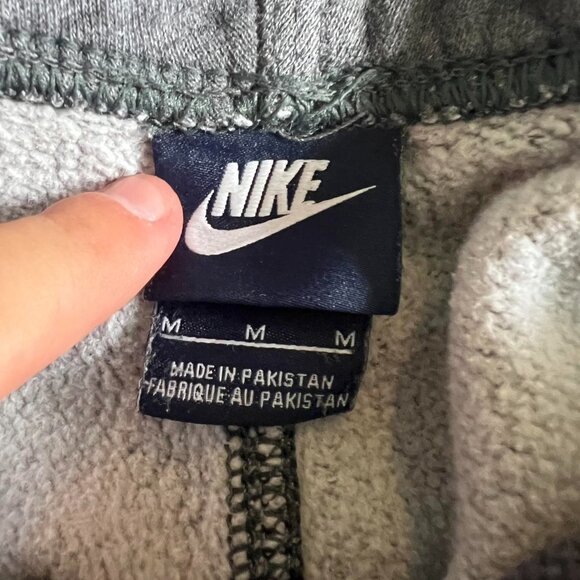 NIKE
M M M
MADE IN PAKISTAN
FABRIQUE AU PAKISTAN